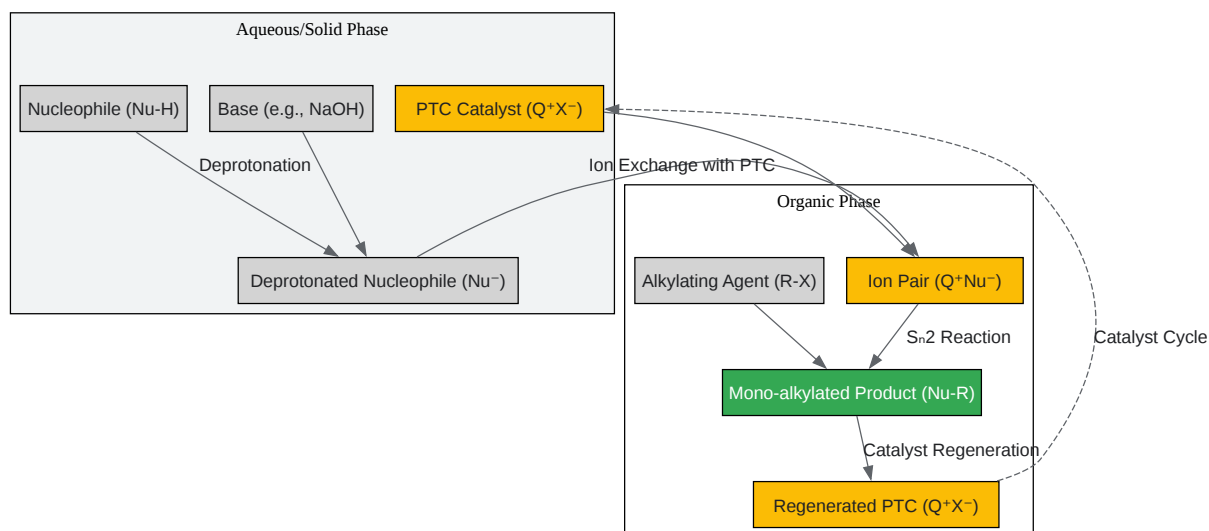 Aqueous/Solid Phase
Nucleophile (Nu-H)
Base (e.g., NaOH)
PTC Catalyst (Q⁺X⁻)
Deprotonation
Ion Exchange with PTC
Organic Phase
Deprotonated Nucleophile (Nu⁻)
Alkylating Agent (R-X)
Ion Pair (Q⁺Nu⁻)
Sₙ2 Reaction
Catalyst Cycle
Mono-alkylated Product (Nu-R)
Catalyst Regeneration
Regenerated PTC (Q⁺X⁻)